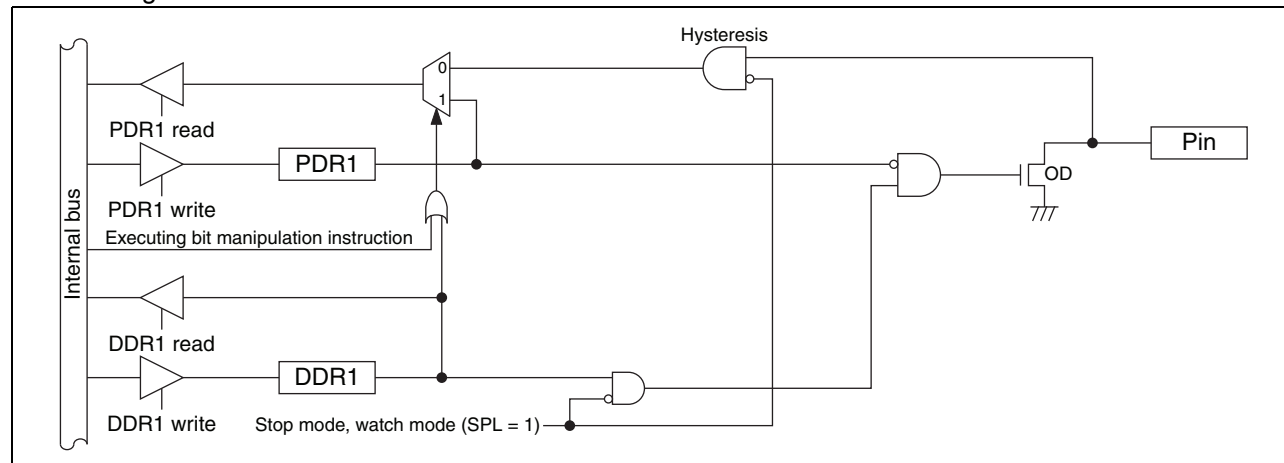 Hysteresis
0
1
PDR1 read
PDR1
Pin
OD
PDR1 write
Executing bit manipulation instruction
Internal bus
DDR1 read
DDR1
DDR1 write
Stop mode, watch mode (SPL = 1)